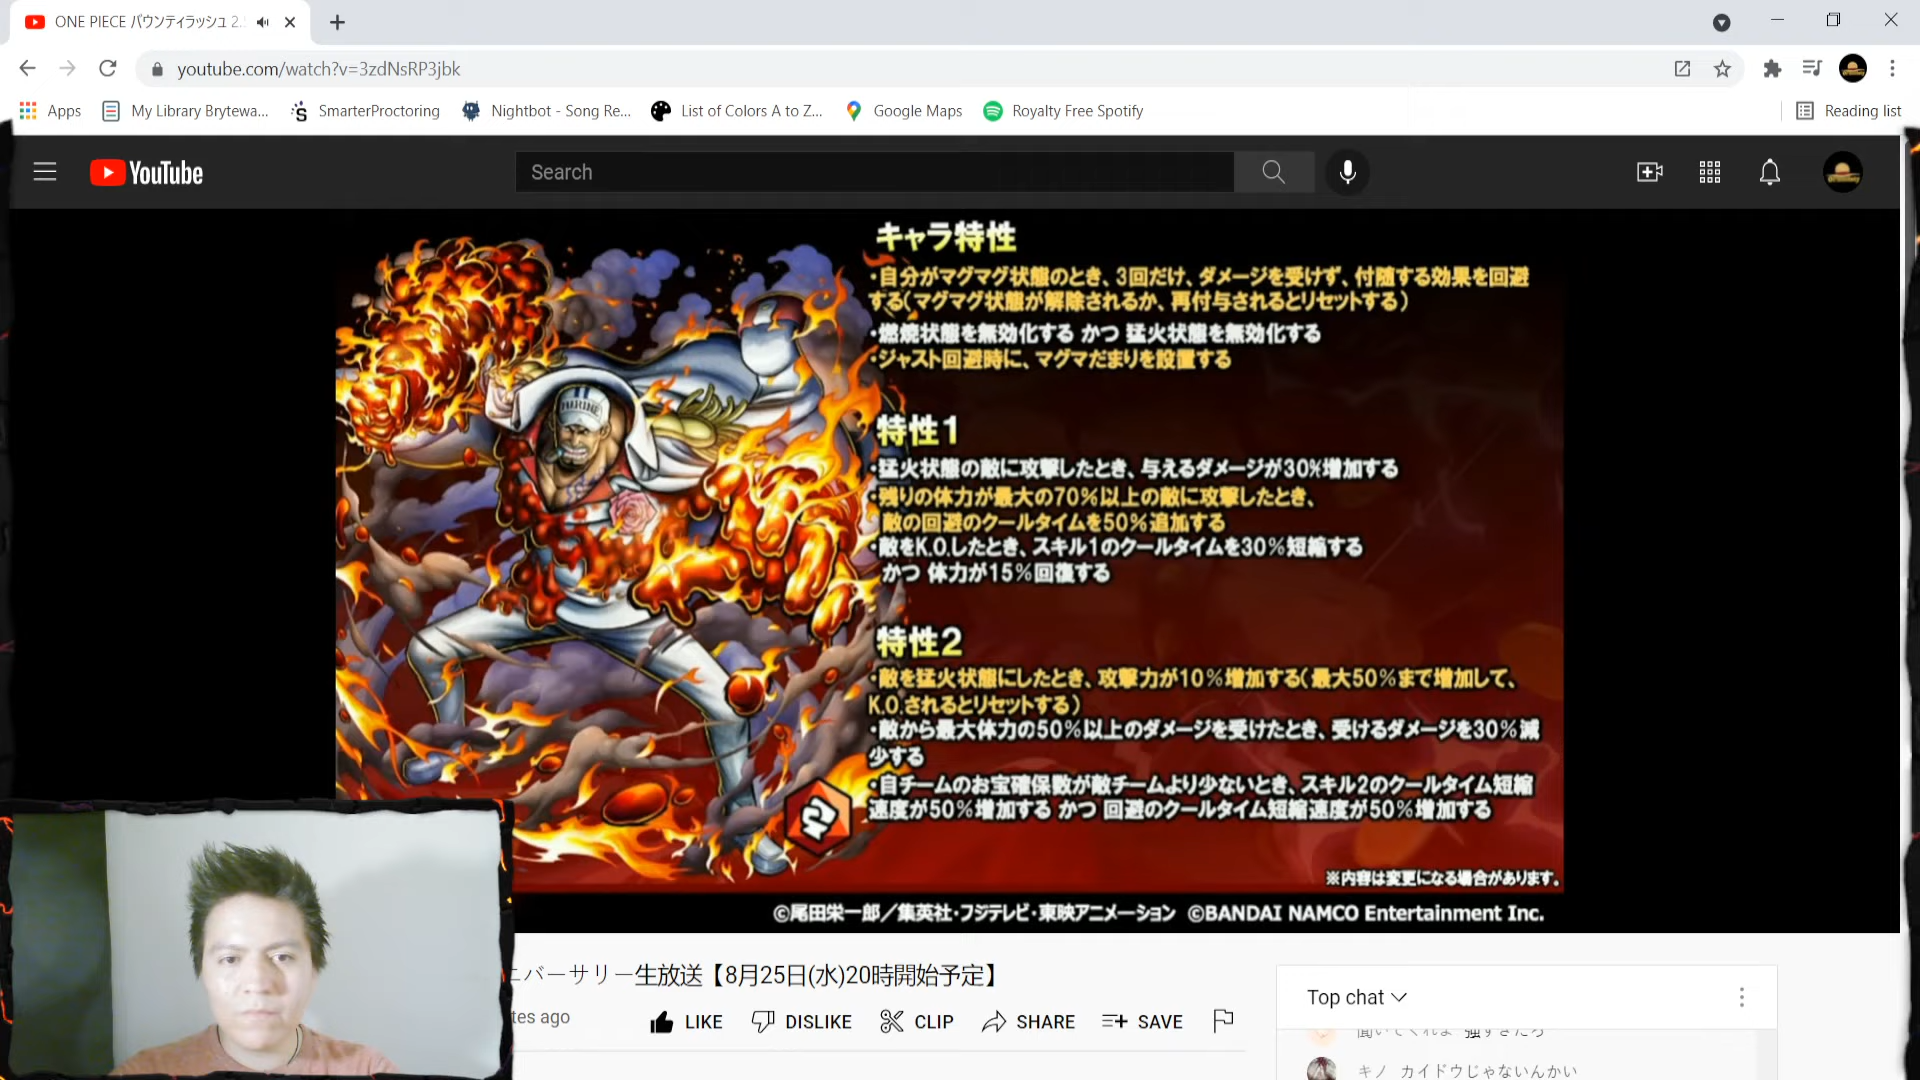 ONE PIECE バウンティラッシュ 2.
youtube.com/watch?v=3zdNsRP3jbk
Apps
My Library Brytewa...
SmarterProctoring
Nightbot - Song Re...
List of Colors A to Z...
Google Maps
Royalty Free Spotify
Reading list
YouTube
Search
キャラ特性
・自分がマグマグ状態のとき、3回だけ、ダメージを受けず、付随する効果を回避
する(マグマグ状態が解除されるか、再付与されるとリセットする)
・燃焼状態を無効化する かつ 猛火状態を無効化する
・ジャスト回避時に、マグマだまりを設置する
特性1
・猛火状態の敵に攻撃したとき、与えるダメージが30%増加する
・残りの体力が最大の70%以上の敵に攻撃したとき、
敵の回避のクールタイムを50%追加する
・敵をK.O.したとき、スキル1のクールタイムを30%短縮する
かつ 体力が15%回復する
特性2
・敵を猛火状態にしたとき、攻撃力が10%増加する(最大50%まで増加して、
K.O.されるとリセットする)
・敵から最大体力の50%以上のダメージを受けたとき、受けるダメージを30%減
少する
・自チームのお宝確保数が敵チームより少ないとき、スキル2のクールタイム短縮
速度が50%増加する かつ 回避のクールタイム短縮速度が50%増加する
MARINE
※内容は変更になる場合があります。
©尾田栄一郎/集英社・フジテレビ・東映アニメーション ©BANDAI NAMCO Entertainment Inc.
ニバーサリー生放送【8月25日(水)20時開始予定】
tes ago
LIKE
DISLIKE
CLIP
SHARE
SAVE
Top chat
聞いてくれよ 強すぎだろ
キノ カイドウじゃないんかい